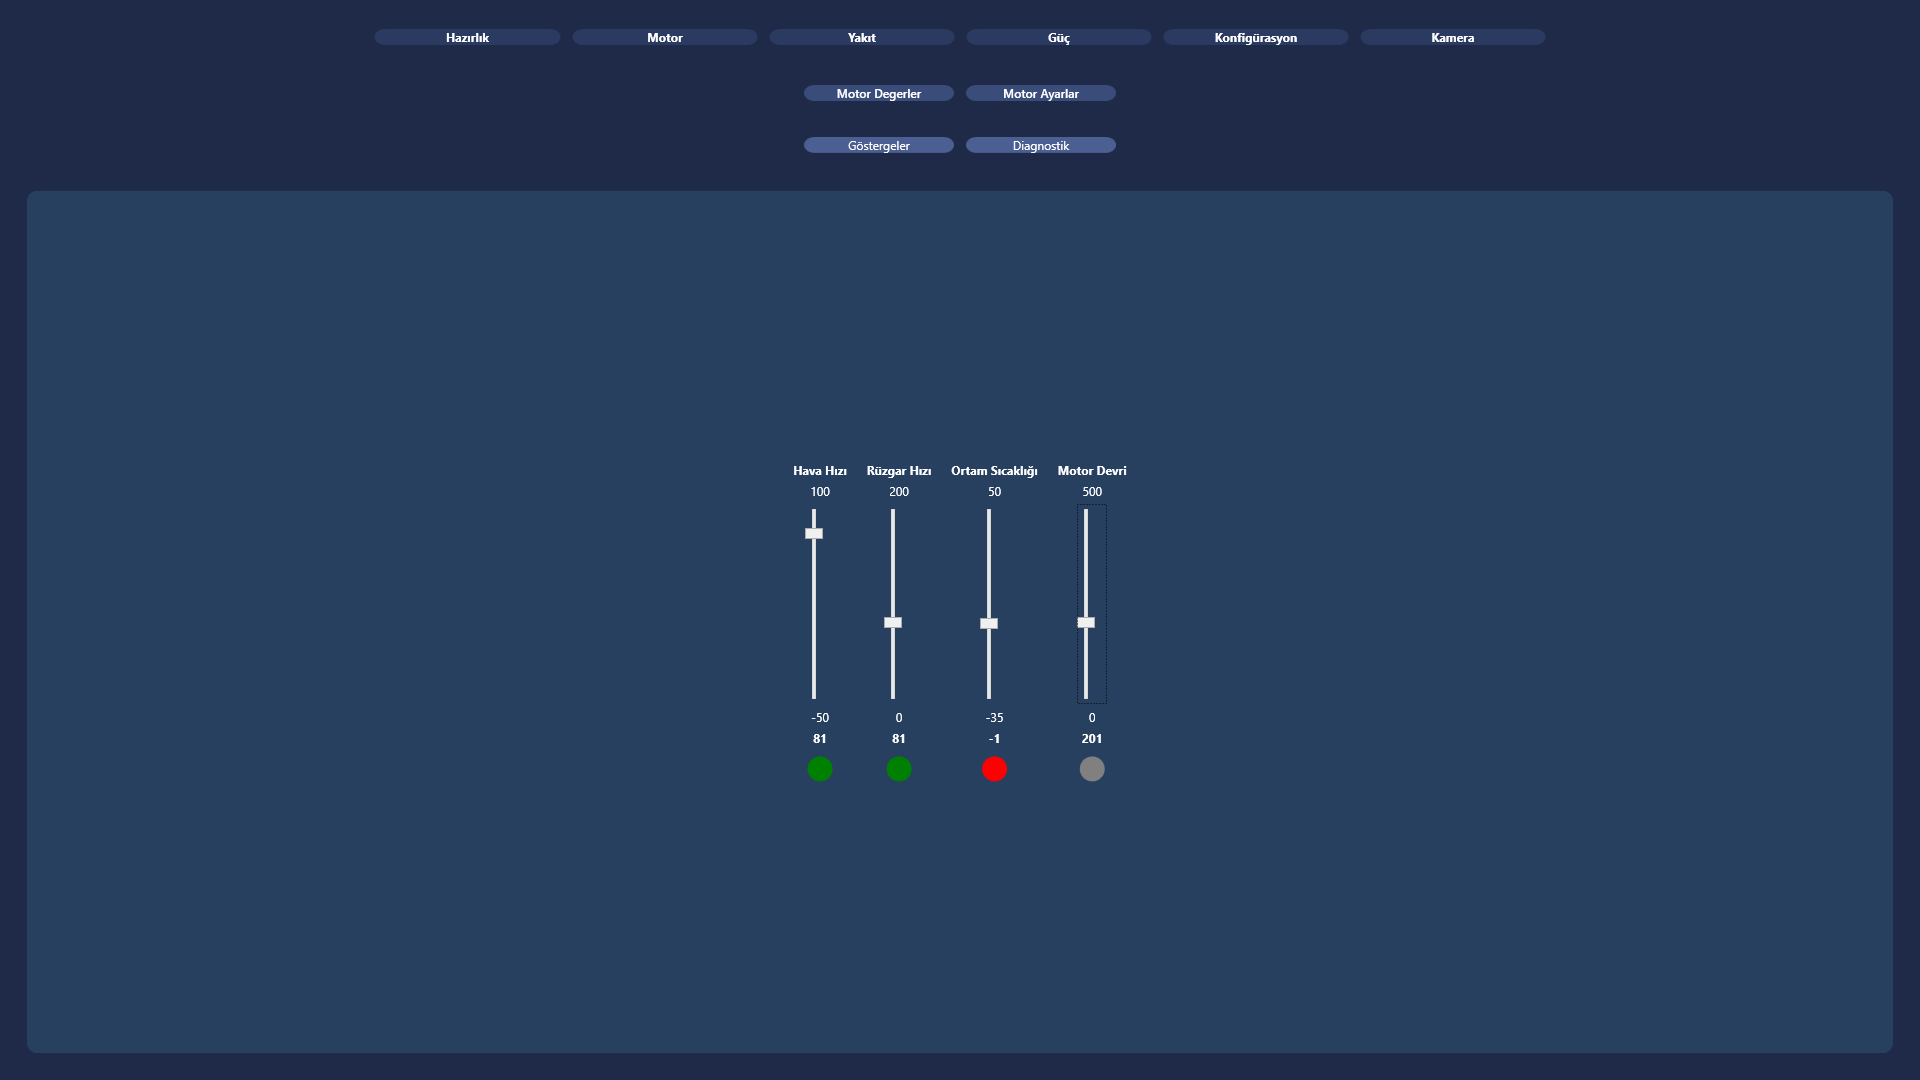 Hazırlık Motor Yakıt Güç Konfigürasyon Kamera
Motor Degerler Motor Ayarlar
Göstergeler Diagnostik
Hava Hızı Rüzgar Hızı Ortam Sıcaklığı Motor Devri
100 200 50 500
-50 0 -35 0
81 81 -1 201